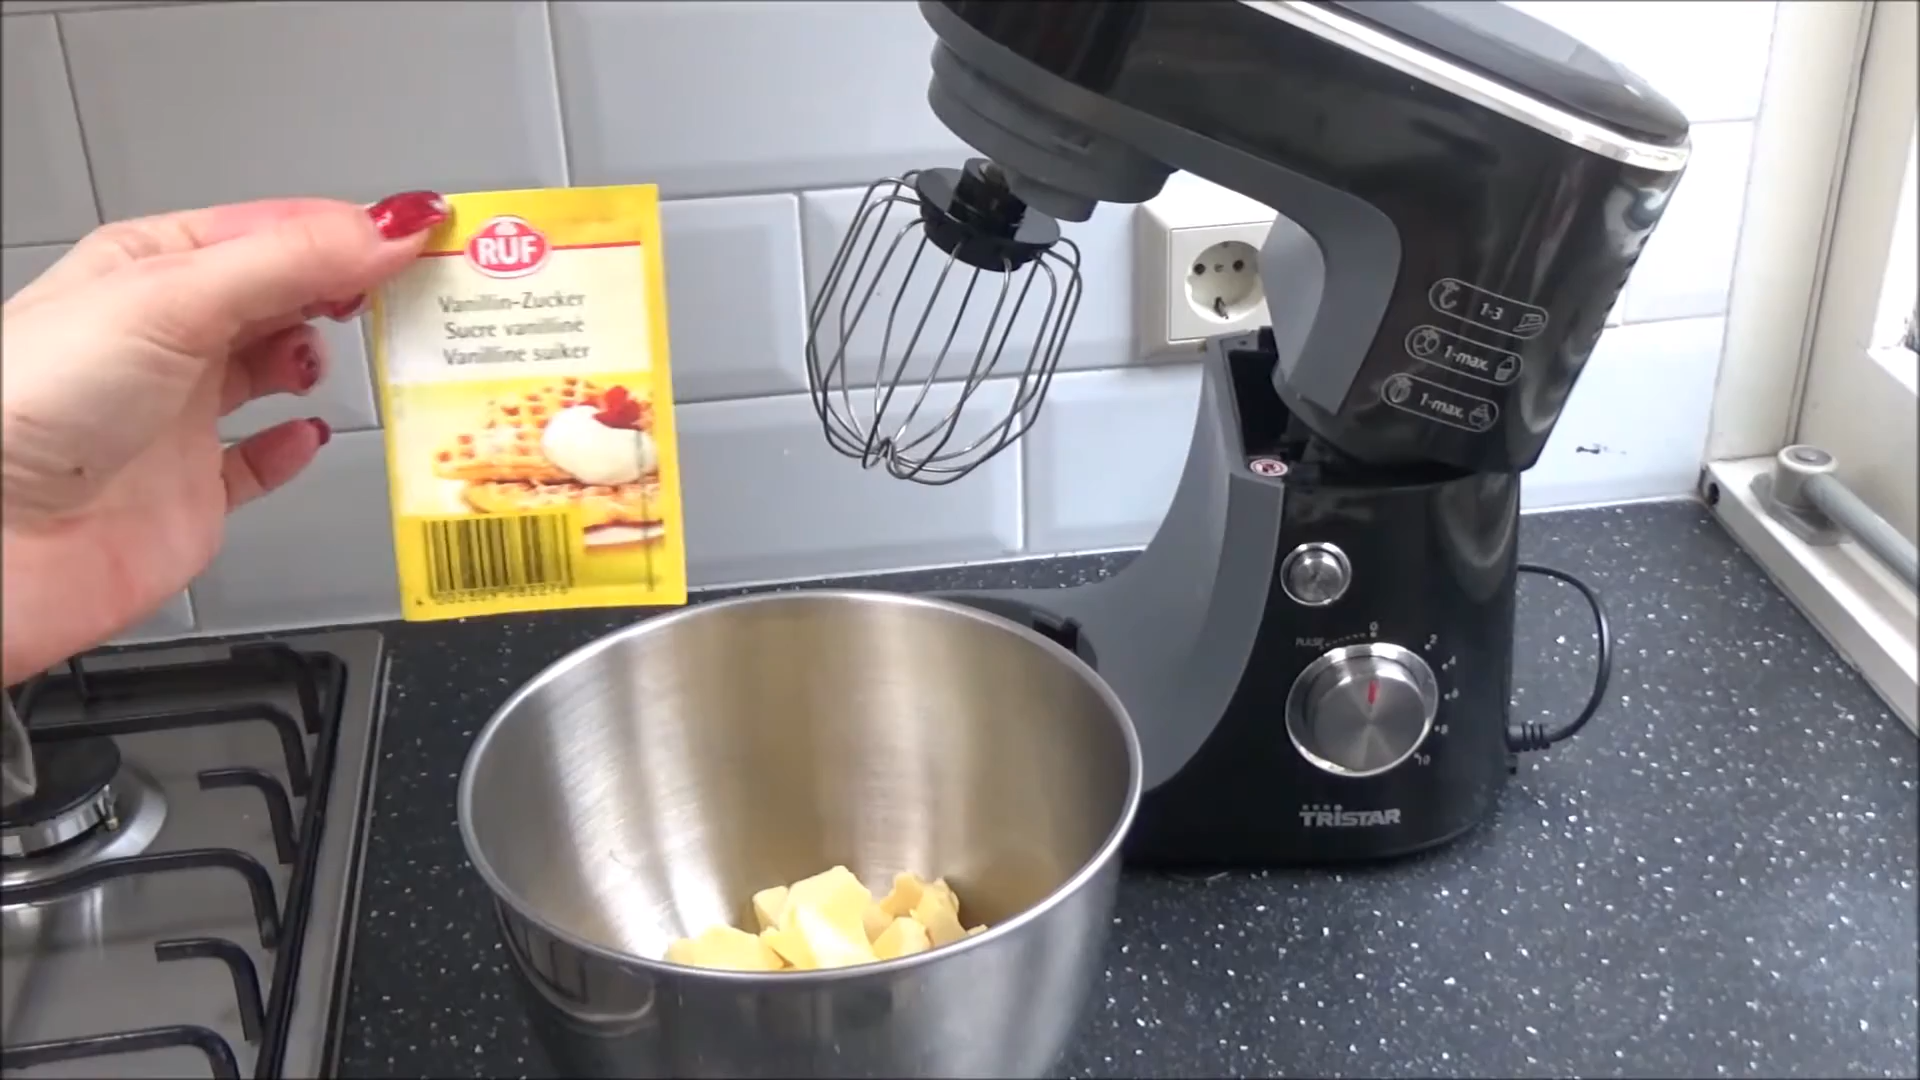 RUF
Vanillin-Zucker
Sucre vanilliné
Vanilline suiker
1-3
1-max.
1-max.
PULSE
0
2
4
6
8
10
TRISTAR